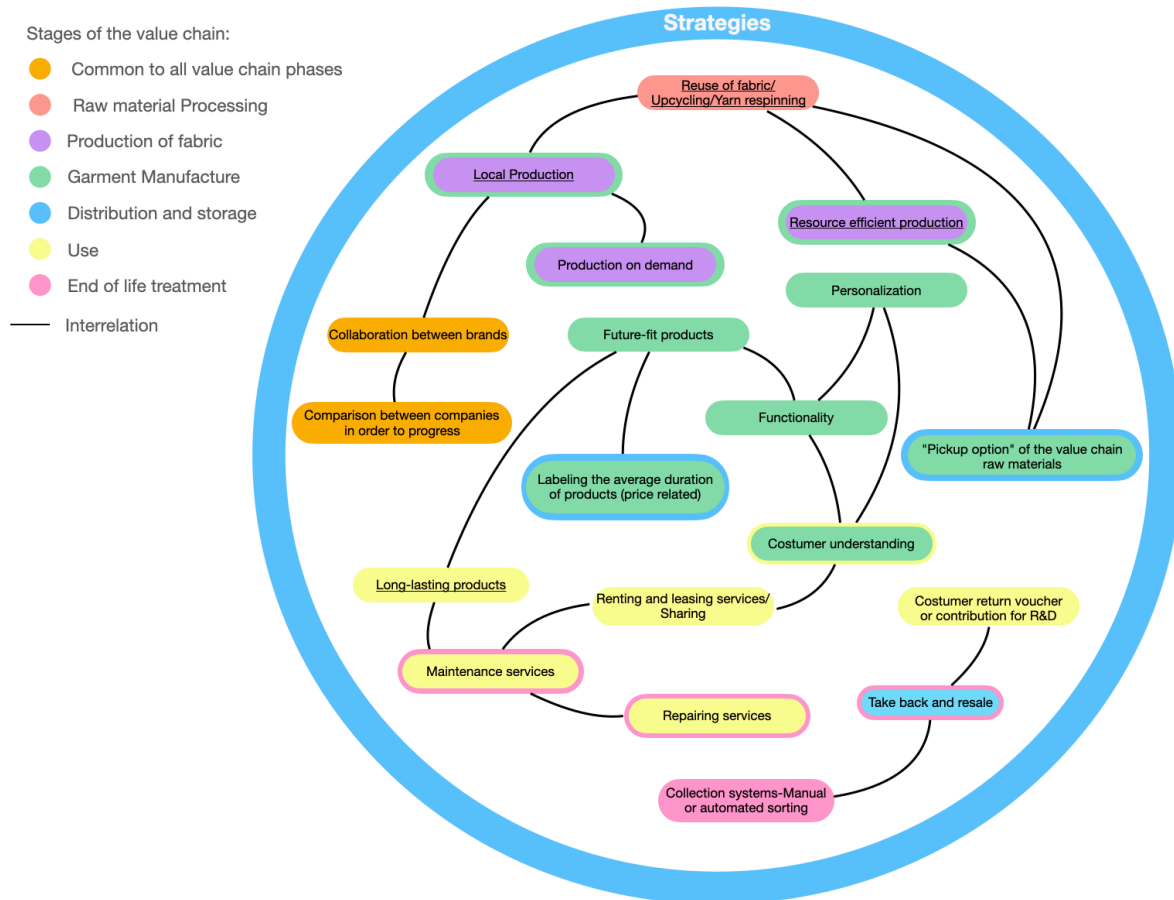 Strategies
Stages of the value chain:
Common to all value chain phases
Raw material Processing
Production of fabric
Garment Manufacture
Distribution and storage
Use
End of life treatment
Interrelation
Reuse of fabric/
Upcycling/Yarn respinning
Local Production
Resource efficient production
Production on demand
Personalization
Collaboration between brands
Future-fit products
Comparison between companies
in order to progress
Functionality
"Pickup option" of the value chain
raw materials
Labeling the average duration
of products (price related)
Costumer understanding
Long-lasting products
Renting and leasing services/
Sharing
Costumer return voucher
or contribution for R&D
Maintenance services
Take back and resale
Repairing services
Collection systems-Manual
or automated sorting